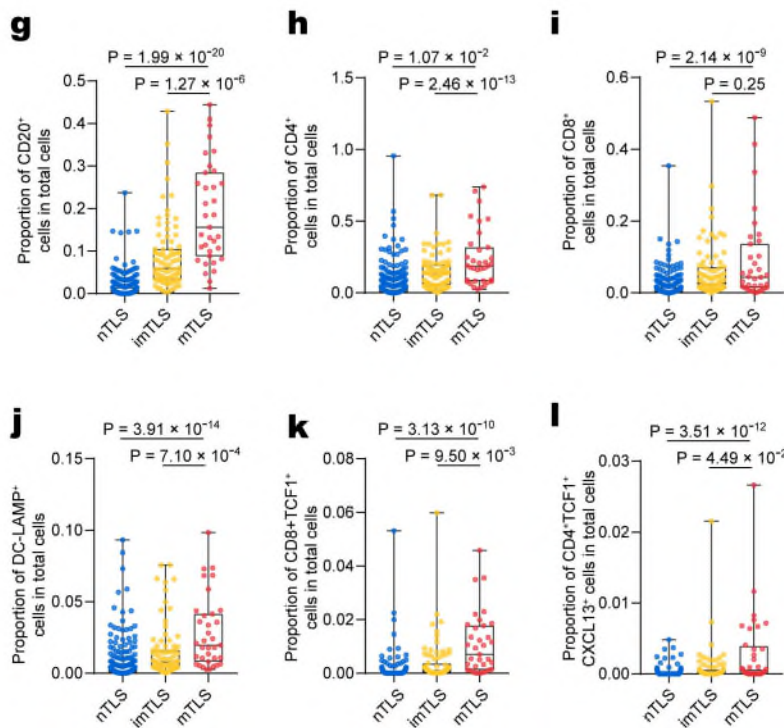 g
P = 1.99 × 10⁻²⁰
P = 1.27 × 10⁻⁶
Proportion of CD20⁺
cells in total cells
0.5
0.4
0.3
0.2
0.1
0.0
nTLS
imTLS
mTLS
h
P = 1.07 × 10⁻²
P = 2.46 × 10⁻¹³
Proportion of CD4⁺
cells in total cells
1.5
1.0
0.5
0.0
nTLS
imTLS
mTLS
i
P = 2.14 × 10⁻⁹
P = 0.25
Proportion of CD8⁺
cells in total cells
0.6
0.4
0.2
0.0
nTLS
imTLS
mTLS
j
P = 3.91 × 10⁻¹⁴
P = 7.10 × 10⁻⁴
Proportion of DC-LAMP⁺
cells in total cells
0.15
0.10
0.05
0.00
nTLS
imTLS
mTLS
k
P = 3.13 × 10⁻¹⁰
P = 9.50 × 10⁻³
Proportion of CD8+TCF1⁺
cells in total cells
0.08
0.06
0.04
0.02
0.00
nTLS
imTLS
mTLS
l
P = 3.51 × 10⁻¹²
P = 4.49 × 10⁻²
Proportion of CD4⁺TCF1⁺
CXCL13⁺ cells in total cells
0.03
0.02
0.01
0.00
nTLS
imTLS
mTLS